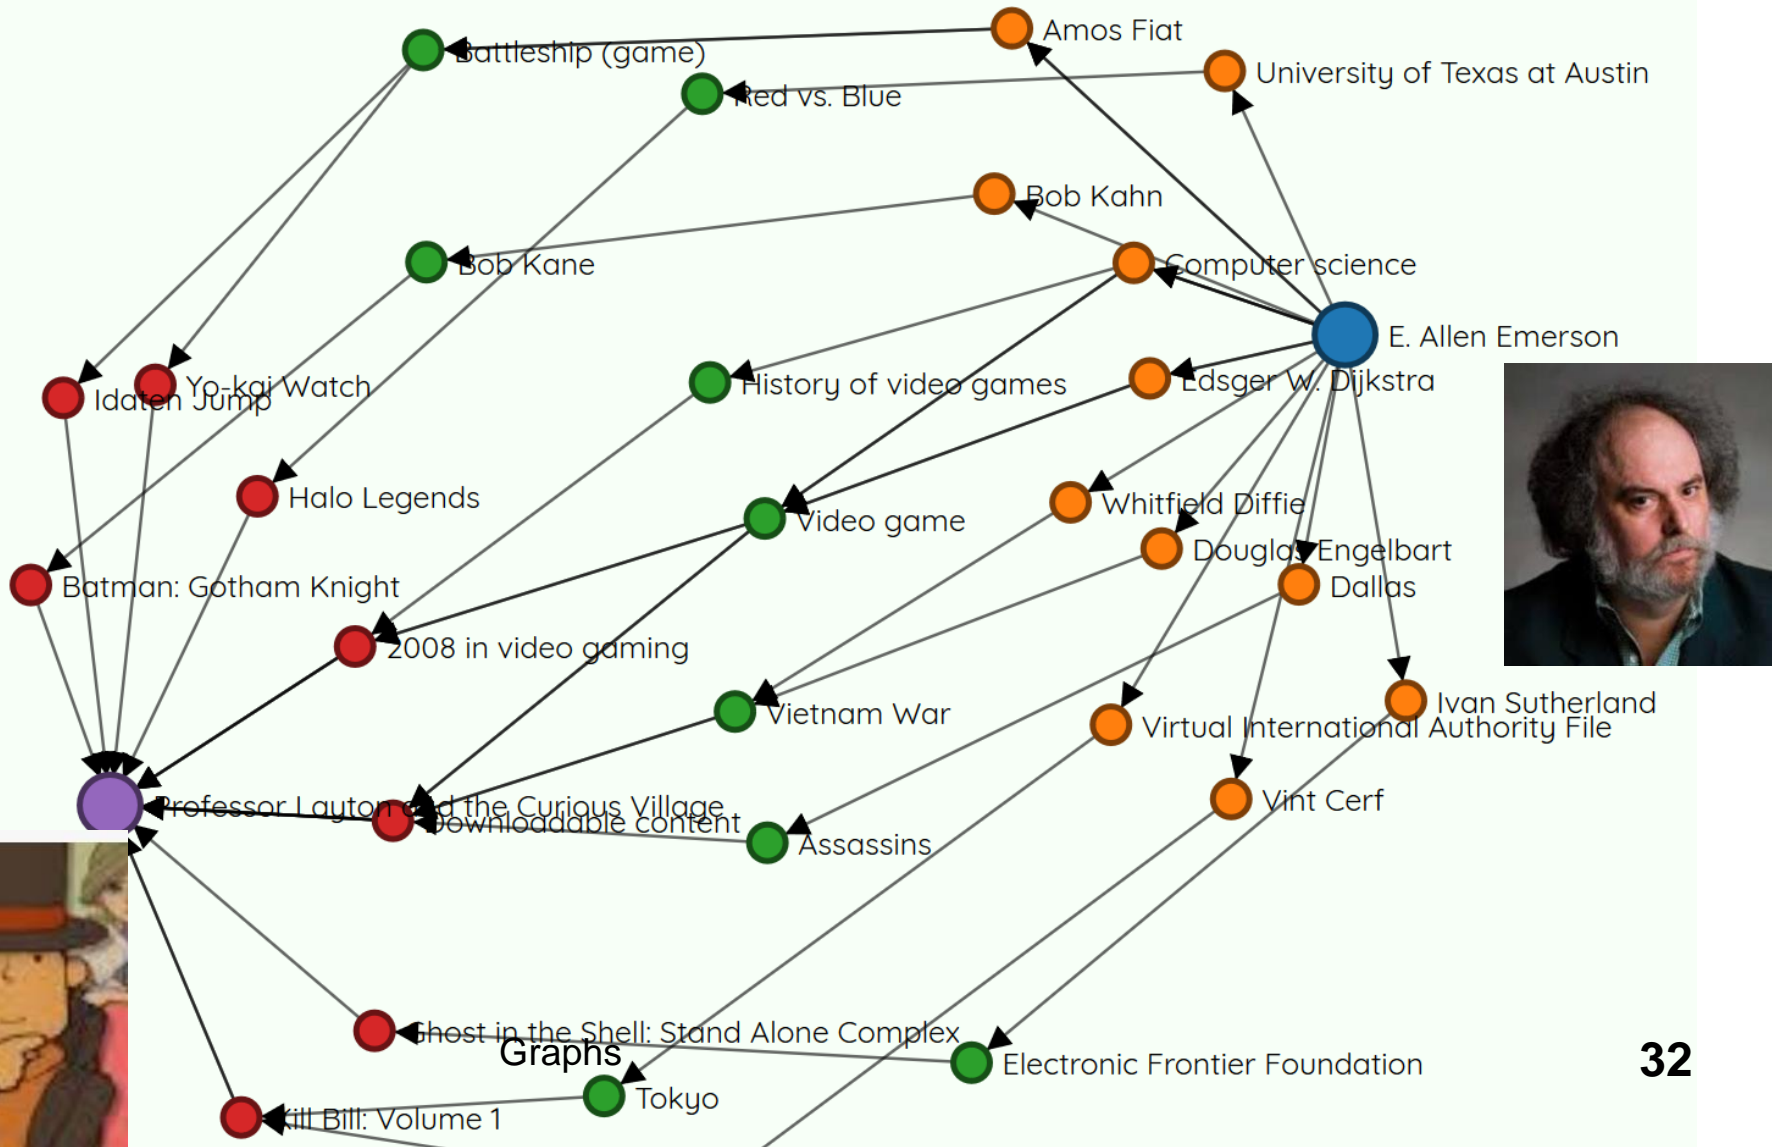 Amos Fiat
Battleship (game)
University of Texas at Austin
Red vs. Blue
Bob Kahn
Bob Kane
Computer science
E. Allen Emerson
Edsger W. Dijkstra
History of video games
Yo-kai Watch
Idaten Jump
Halo Legends
Whitfield Diffie
Video game
Douglas Engelbart
Dallas
Batman: Gotham Knight
2008 in video gaming
Ivan Sutherland
Vietnam War
Virtual International Authority File
Vint Cerf
Professor Layton and the Curious Village
Downloadable content
Assassins
Ghost in the Shell: Stand Alone Complex
Graphs
32
Electronic Frontier Foundation
Tokyo
Kill Bill: Volume 1